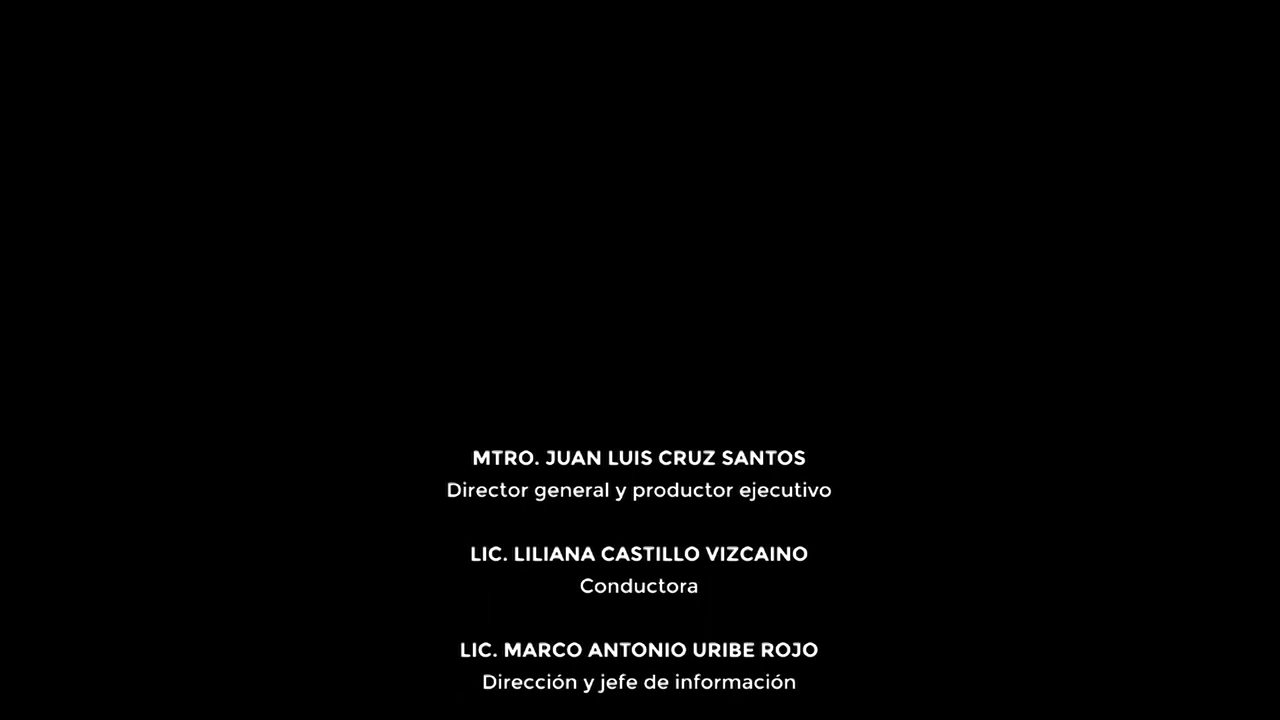 MTRO. JUAN LUIS CRUZ SANTOS
Director general y productor ejecutivo
LIC. LILIANA CASTILLO VIZCAINO
Conductora
LIC. MARCO ANTONIO URIBE ROJO
Dirección y jefe de información